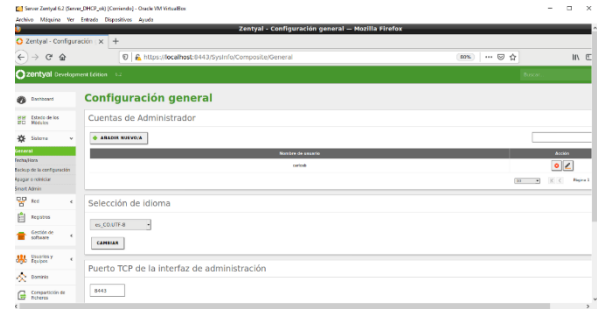 Server Zentyal 6.2 (Server_DHCP_ok) [Corriendo] - Oracle VM VirtualBox
Archivo Máquina Ver Entrada Dispositivos Ayuda
Zentyal - Configuración general — Mozilla Firefox
Zentyal - Configuración
https://localhost:8443/SysInfo/Composite/General
80%
zentyal Development Edition
Buscar...
Dashboard
Configuración general
Estado de los Módulos
Cuentas de Administrador
Sistema
AÑADIR NUEVO/A
General
Nombre de usuario
Acción
Backup de la configuración
Apagar o reiniciar
Smart Admin
10
Página 1
Red
Selección de idioma
Registros
es_CO.UTF-8
Gestión de software
CAMBIAR
Usuarios y Equipos
Puerto TCP de la interfaz de administración
Dominio
8443
Compartición de Ficheros